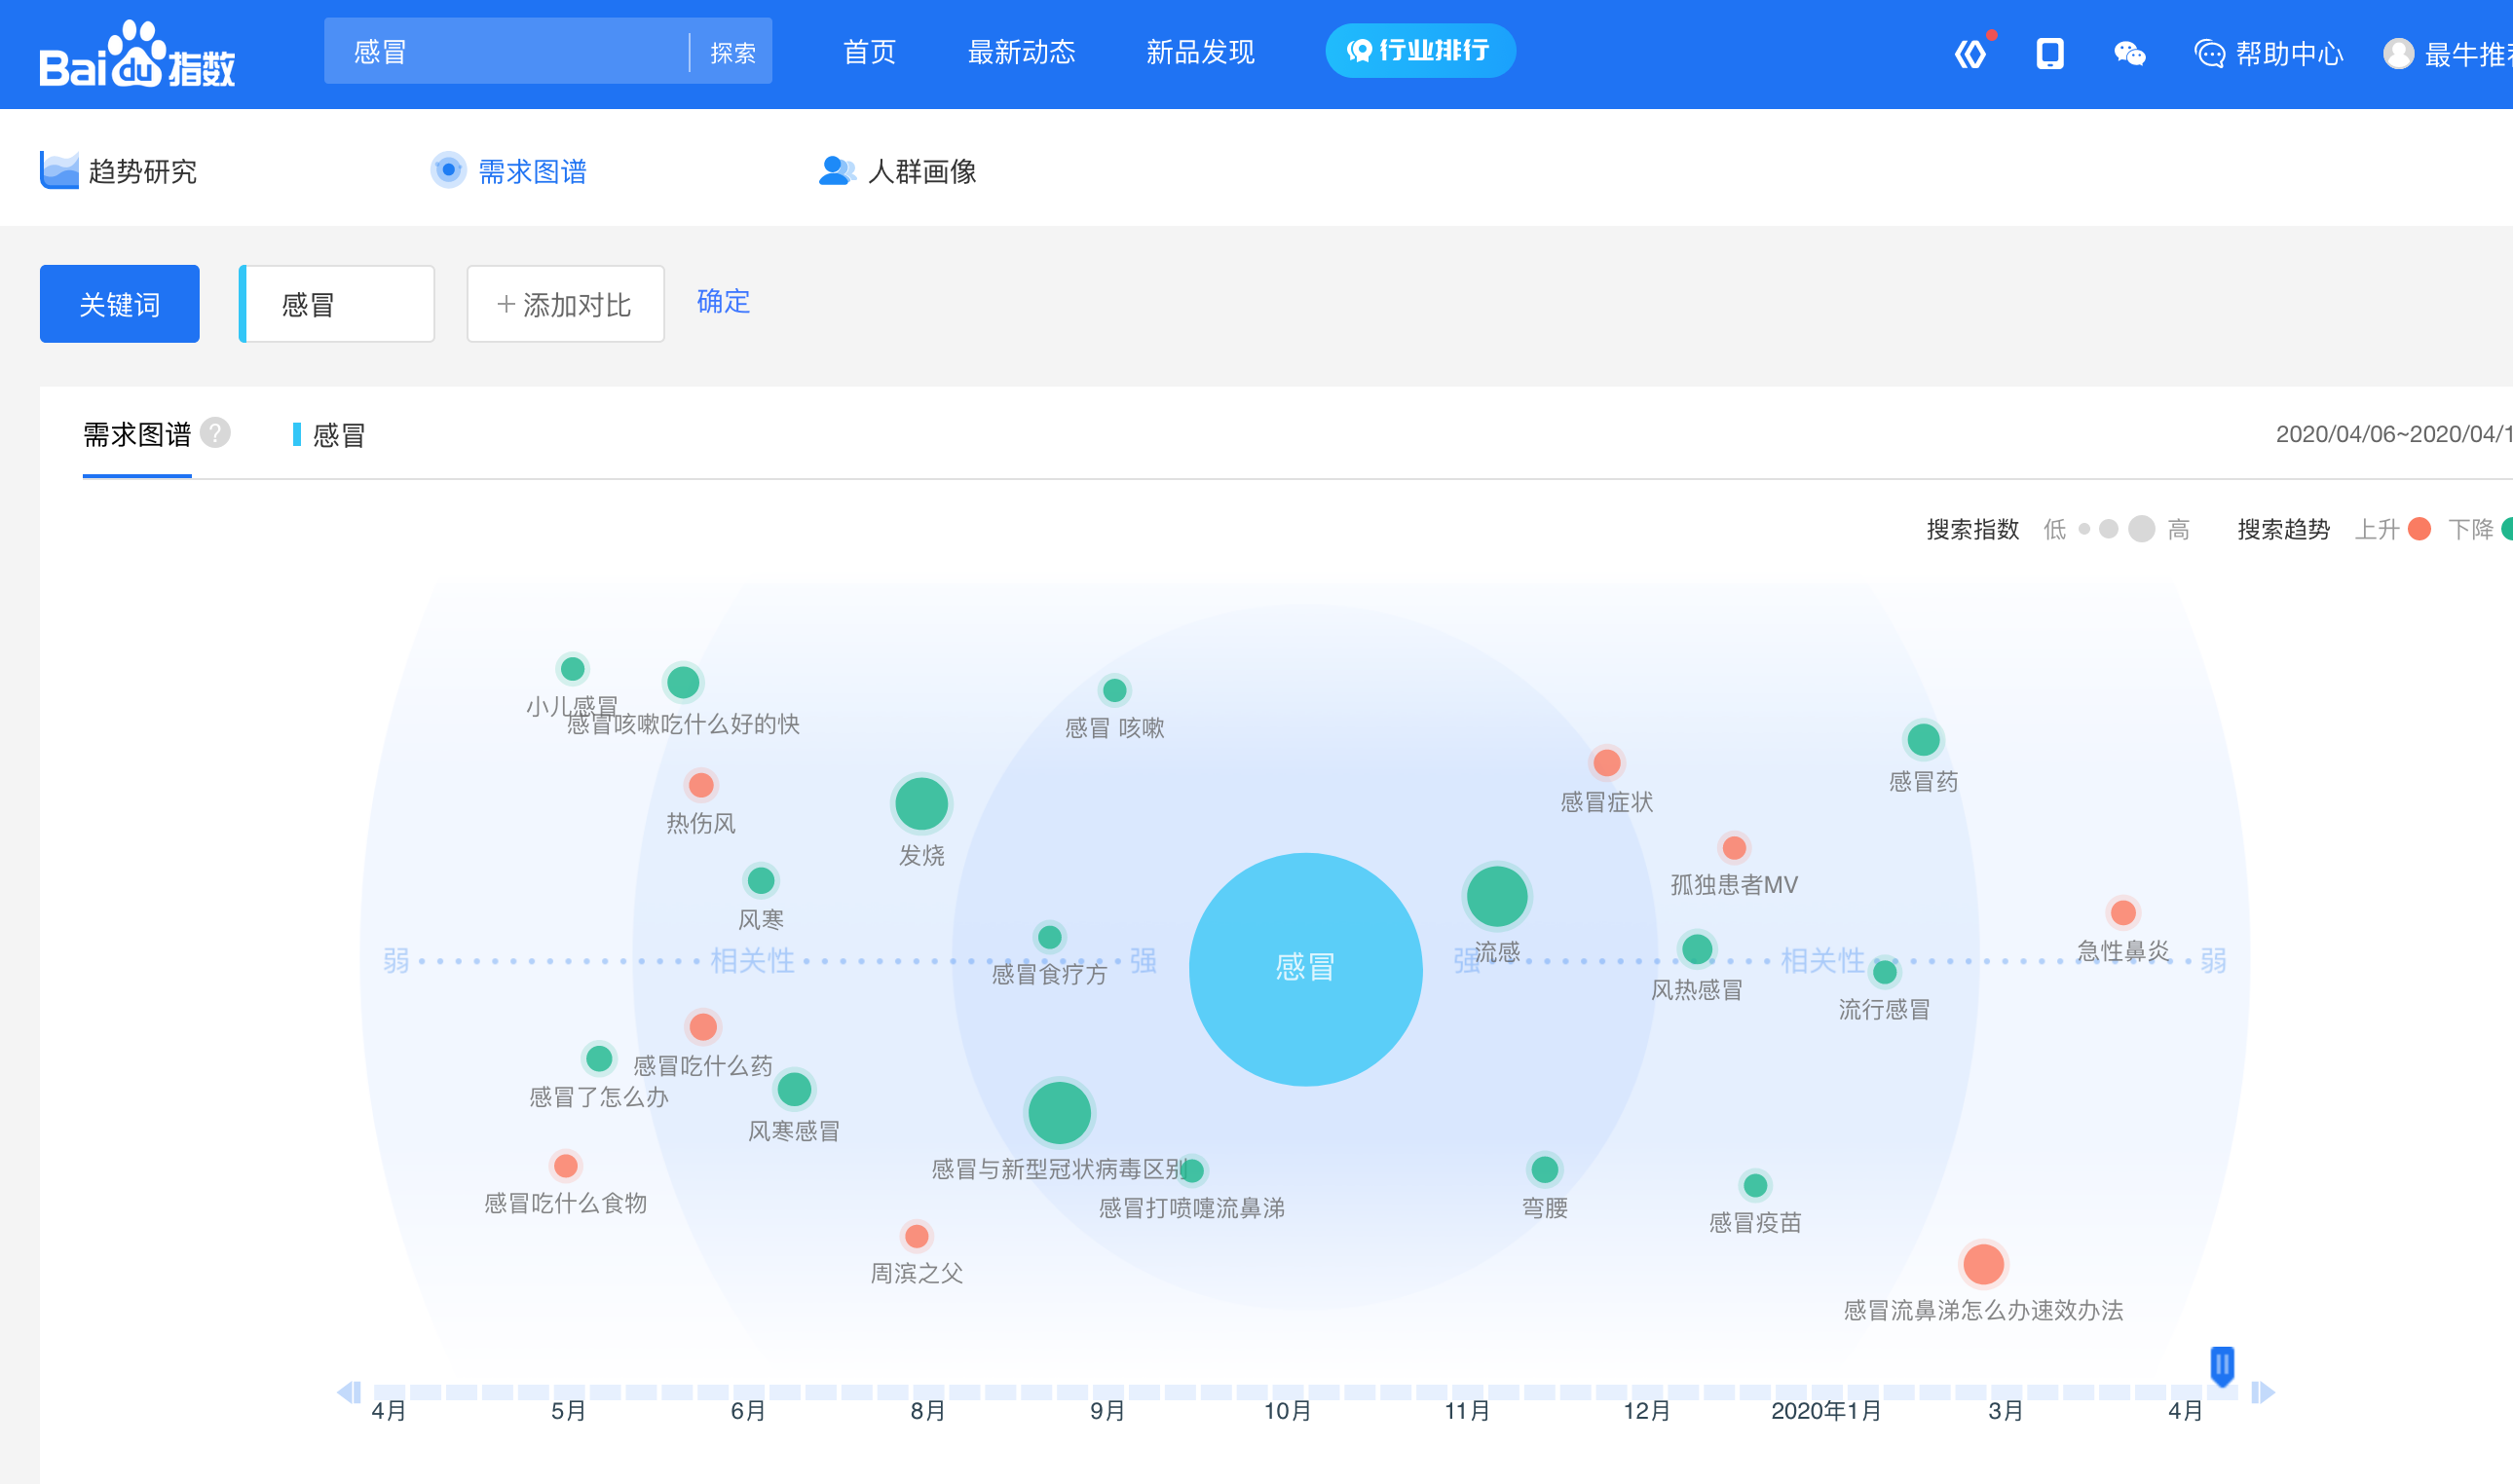 Baidu指数
感冒
探索
首页
最新动态
新品发现
行业排行
帮助中心
最牛推
趋势研究
需求图谱
人群画像
关键词
感冒
+ 添加对比
确定
需求图谱 ?
感冒
2020/04/06~2020/04/1
搜索指数 低 高 搜索趋势 上升 下降
小儿感冒
感冒咳嗽吃什么好的快
感冒 咳嗽
感冒症状
感冒药
热伤风
发烧
孤独患者MV
风寒
急性鼻炎
弱 相关性 强
感冒
强 相关性 弱
流感
感冒食疗方
风热感冒
流行感冒
感冒吃什么药
感冒了怎么办
风寒感冒
感冒与新型冠状病毒区别
感冒吃什么食物
感冒打喷嚏流鼻涕
弯腰
感冒疫苗
周滨之父
感冒流鼻涕怎么办速效办法
4月 5月 6月 8月 9月 10月 11月 12月 2020年1月 3月 4月